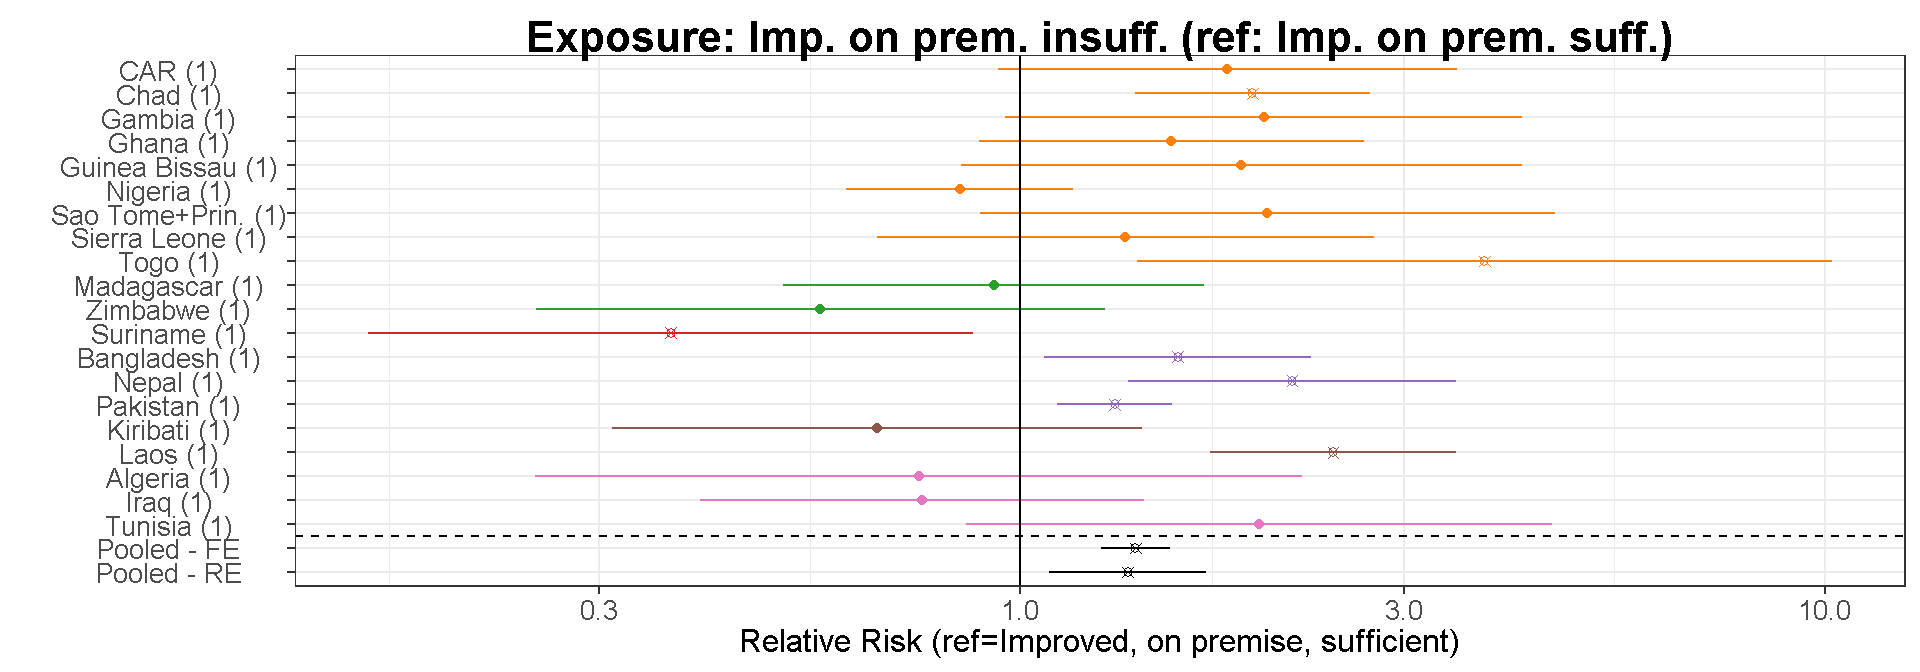 Exposure: Imp. on prem. insuff. (ref: Imp. on prem. suff.)
CAR (1)
Chad (1)
Gambia (1)
Ghana (1)
Guinea Bissau (1)
Nigeria (1)
Sao Tome+Prin. (1)
Sierra Leone (1)
Togo (1)
Madagascar (1)
Zimbabwe (1)
Suriname (1)
Bangladesh (1)
Nepal (1)
Pakistan (1)
Kiribati (1)
Laos (1)
Algeria (1)
Iraq (1)
Tunisia (1)
Pooled - FE
Pooled - RE
0.3 1.0 3.0 10.0
Relative Risk (ref=Improved, on premise, sufficient)